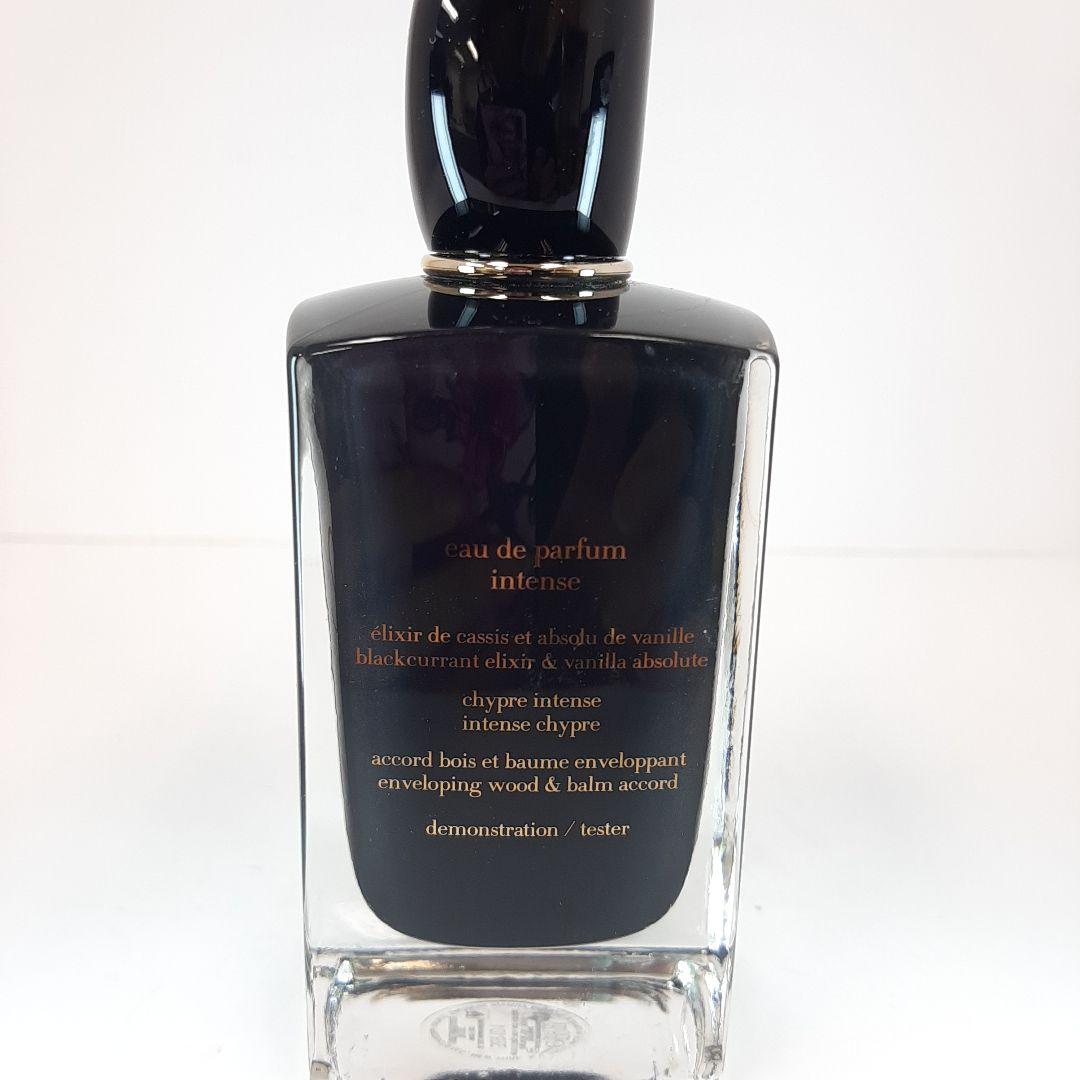 eau de parfum
intense
élixir de cassis et absolu de vanille
blackcurrant elixir & vanilla absolute
chypre intense
intense chypre
accord bois et baume enveloppant
enveloping wood & balm accord
demonstration / tester